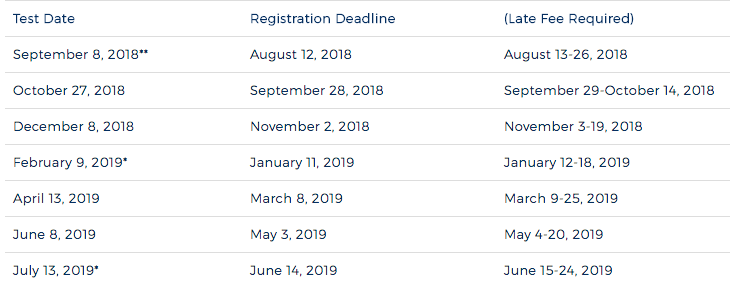 Test Date Registration Deadline (Late Fee Required)
September 8, 2018** August 12, 2018 August 13-26, 2018
October 27, 2018 September 28, 2018 September 29-October 14, 2018
December 8, 2018 November 2, 2018 November 3-19, 2018
February 9, 2019* January 11, 2019 January 12-18, 2019
April 13, 2019 March 8, 2019 March 9-25, 2019
June 8, 2019 May 3, 2019 May 4-20, 2019
July 13, 2019* June 14, 2019 June 15-24, 2019